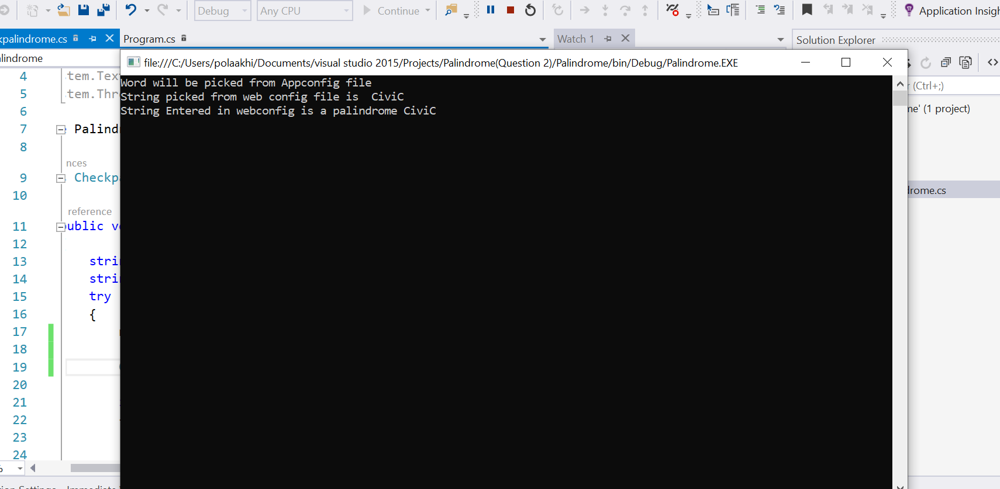 Debug Any CPU Continue Application Insigh
kpalindrome.cs Program.cs Watch 1 Solution Explorer
lindrome
file:///C:/Users/polaakhi/Documents/visual studio 2015/Projects/Palindrome(Question 2)/Palindrome/bin/Debug/Palindrome.EXE
Word will be picked from Appconfig file
String picked from web config file is  CiviC
String Entered in webconfig is a palindrome CiviC
4 tem.Tex
5 tem.Thr
6
7 Palind
8
nces
9 Checkp
10
reference
11 public v
12
13 stri
14 stri
15 try
16 {
17
18
19
20
21
22
23
24
%
r (Ctrl+;)
me' (1 project)
drome.cs